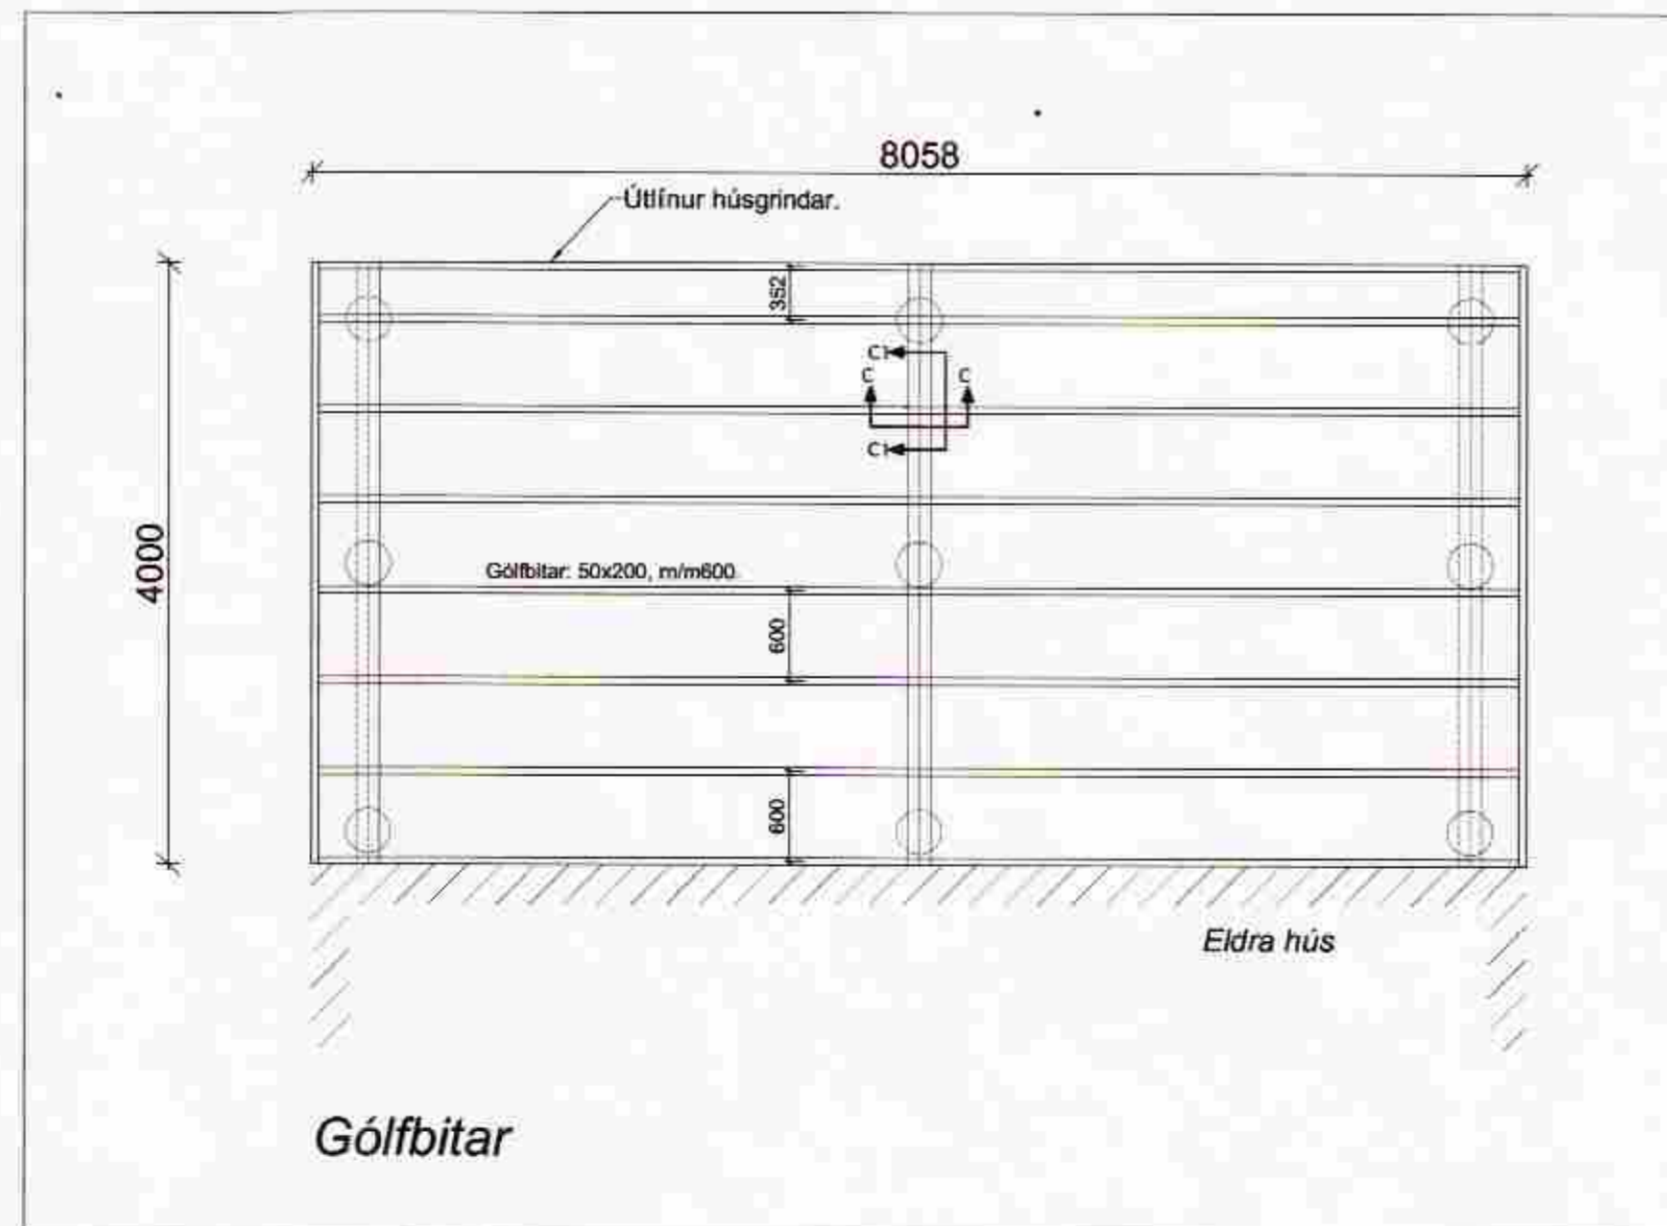 8058
Útlínur húsgrindar.
352
C1
C C
C1
4000
Gólfbitar: 50x200, m/m600
600
600
Eldra hús
Gólfbitar